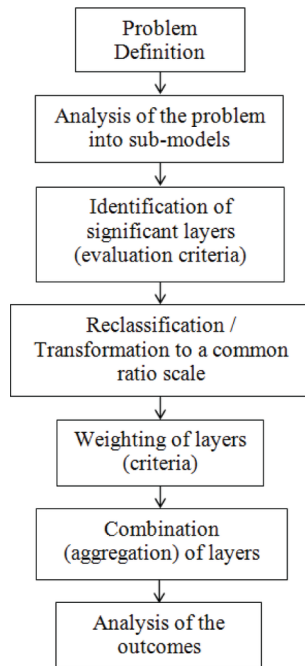 Problem
Definition
Analysis of the problem
into sub-models
Identification of
significant layers
(evaluation criteria)
Reclassification /
Transformation to a common
ratio scale
Weighting of layers
(criteria)
Combination
(aggregation) of layers
Analysis of the
outcomes